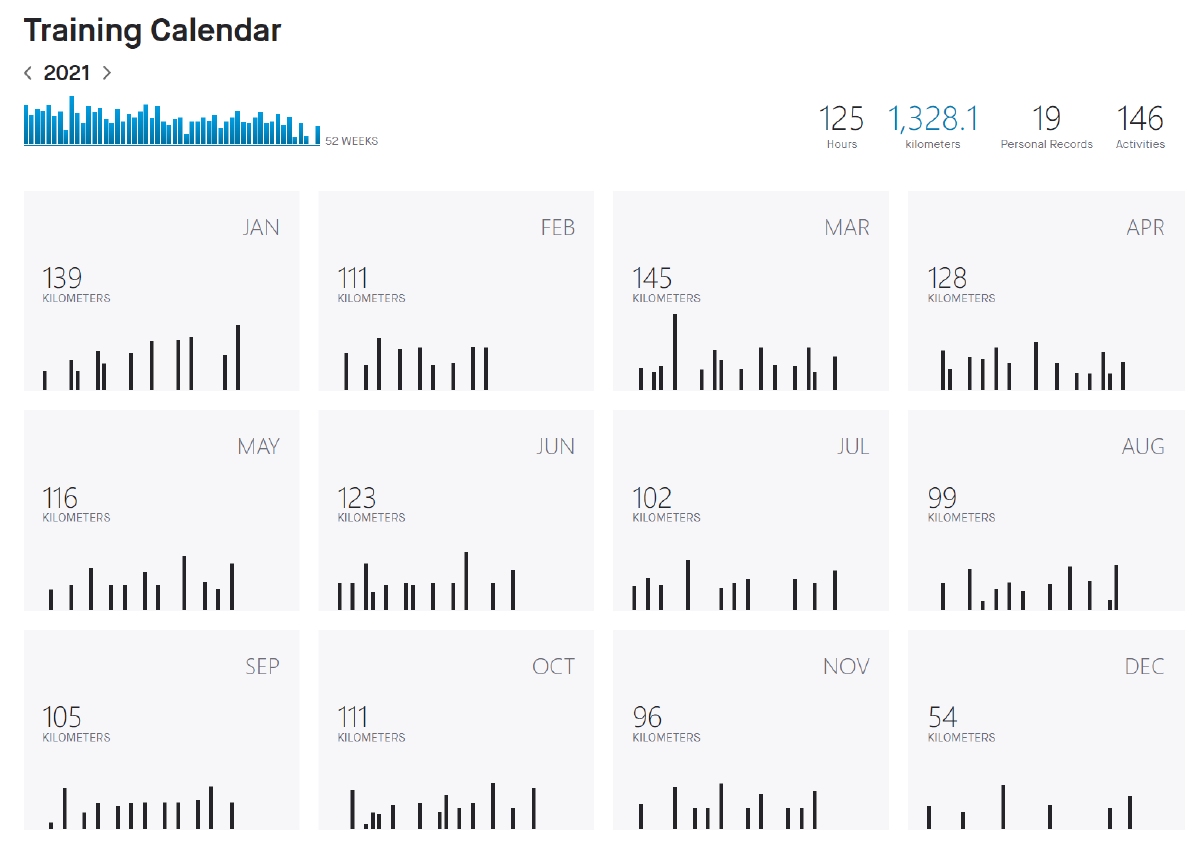 Training Calendar
2021
52 WEEKS
125 1,328.1 19 146
Hours kilometers Personal Records Activities
JAN FEB MAR APR
139 111 145 128
KILOMETERS KILOMETERS KILOMETERS KILOMETERS
MAY JUN JUL AUG
116 123 102 99
KILOMETERS KILOMETERS KILOMETERS KILOMETERS
SEP OCT NOV DEC
105 111 96 54
KILOMETERS KILOMETERS KILOMETERS KILOMETERS